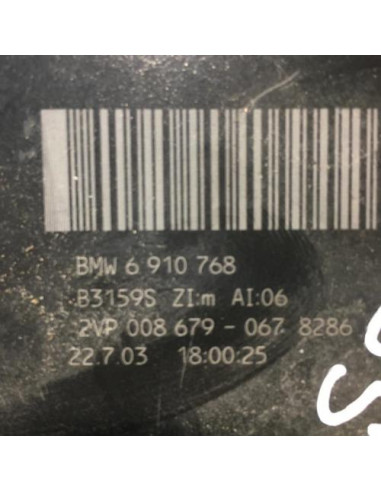 BMW 6 910 768
B3159S ZI:m AI:06
2VP 008 679 - 067 8286
22.7.03 18:00:25